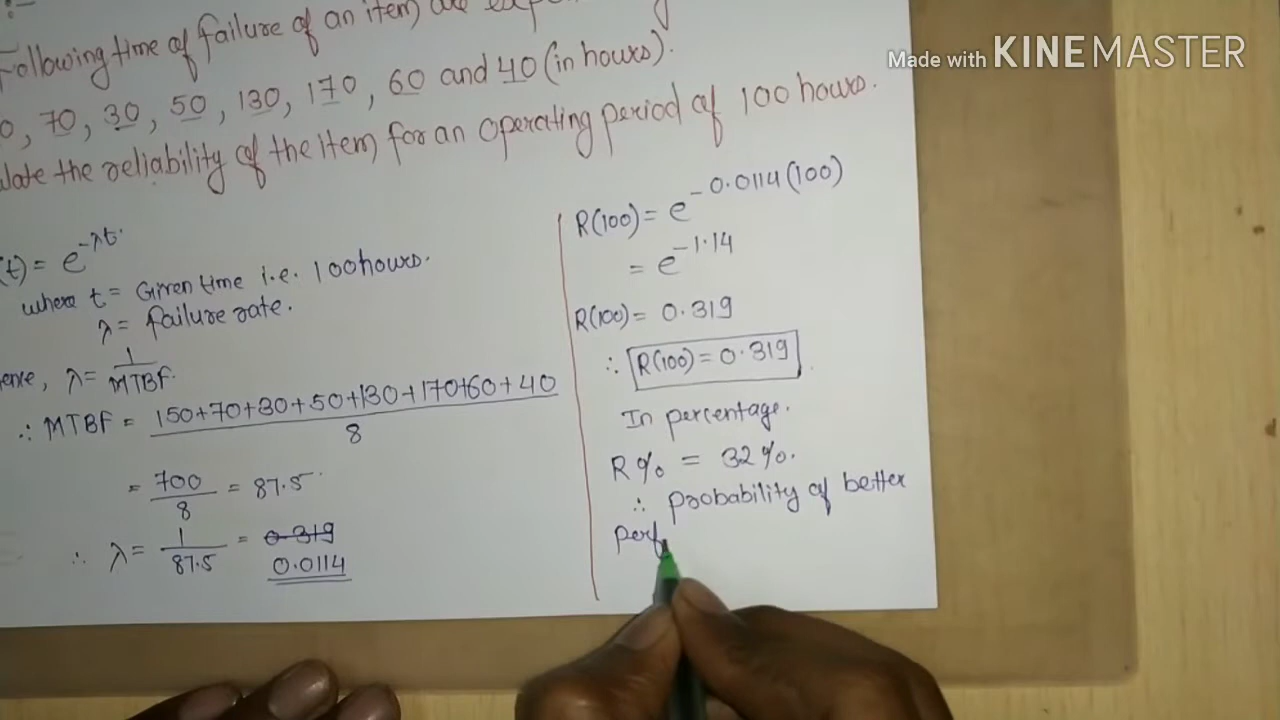 :-
Following time of failure of an item are
0, 70, 30, 50, 130, 170, 60 and 40 (in hours).
late the reliability of the item for an operating period of 100 hours.
(t) = e^-λt.
where t = Given time i.e. 100 hours.
λ = failure rate.
ence, λ = 1/MTBF.
∴ MTBF = 150+70+30+50+130+170+60+40 / 8
= 700/8 = 87.5
∴ λ = 1/87.5 = 0.319
0.0114
R(100) = e^-0.0114(100)
= e^-1.14
R(100) = 0.319
∴ R(100) = 0.319
In percentage.
R% = 32%.
∴ Probability of better
perf
Made with KINEMASTER